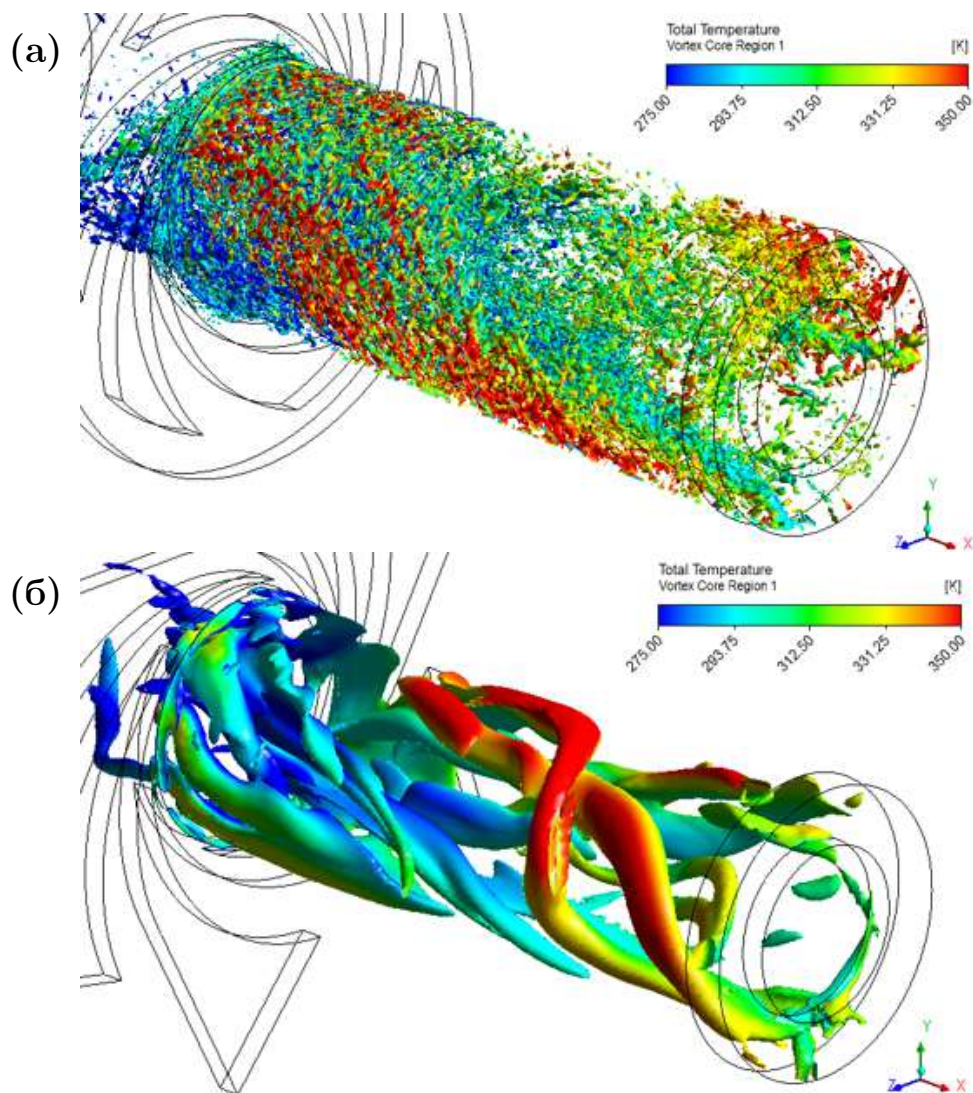 (а)
Total Temperature
Vortex Core Region 1
[K]
275.00 293.75 312.50 331.25 350.00
Y
Z X
(б)
Total Temperature
Vortex Core Region 1
[K]
275.00 293.75 312.50 331.25 350.00
Y
Z X